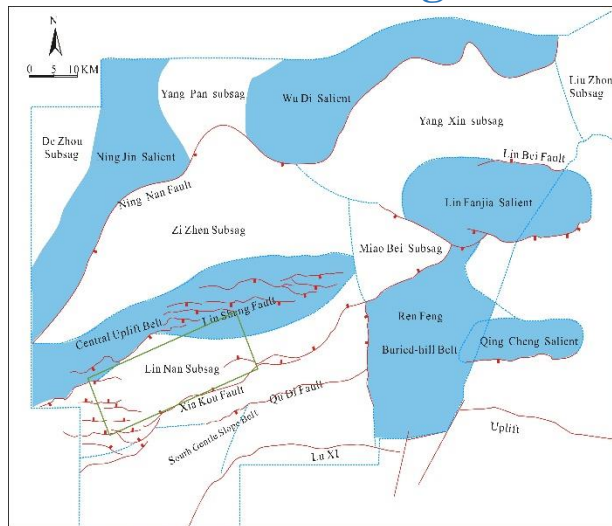 N
0 5 10 KM
Yang Pan subsag
Wu Di Salient
Liu Zhong
Subsag
De Zhou
Subsag
Ning Jin Salient
Yang Xin subsag
Lin Bei Fault
Ning Nan Fault
Lin Fanjia Salient
Zi Zhen Subsag
Miao Bei Subsag
Central Uplift Belt
Lin Shang Fault
Ren Feng
Buried-hill Belt
Qing Cheng Salient
Lin Nan Subsag
Xia Kou Fault
Qu Di Fault
South Gentle Slope Belt
Lu XI
Uplift